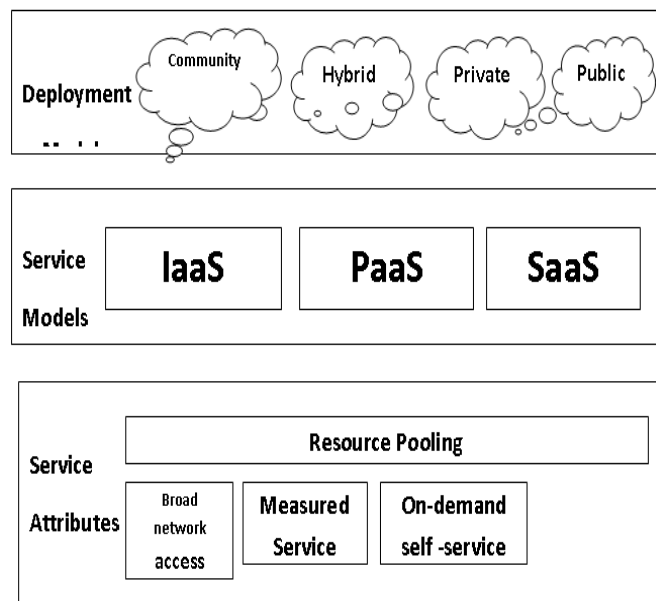 Community
Hybrid
Private
Public
Deployment
IaaS
PaaS
SaaS
Service
Models
Resource Pooling
Service
Attributes
Broad
network
access
Measured
Service
On-demand
self -service